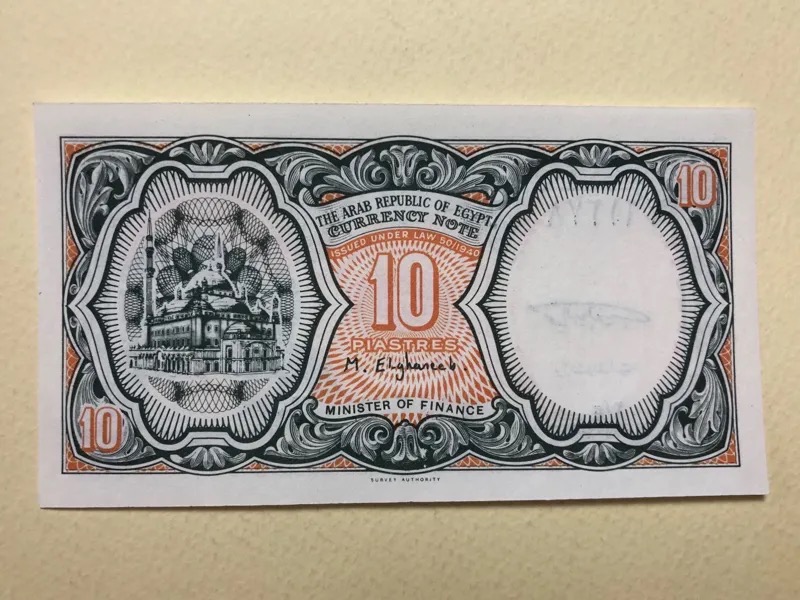 THE ARAB REPUBLIC OF EGYPT
CURRENCY NOTE
ISSUED UNDER LAW 50/1940
10
10
PIASTRES
M. Elghareeb.
MINISTER OF FINANCE
10
SURVEY AUTHORITY